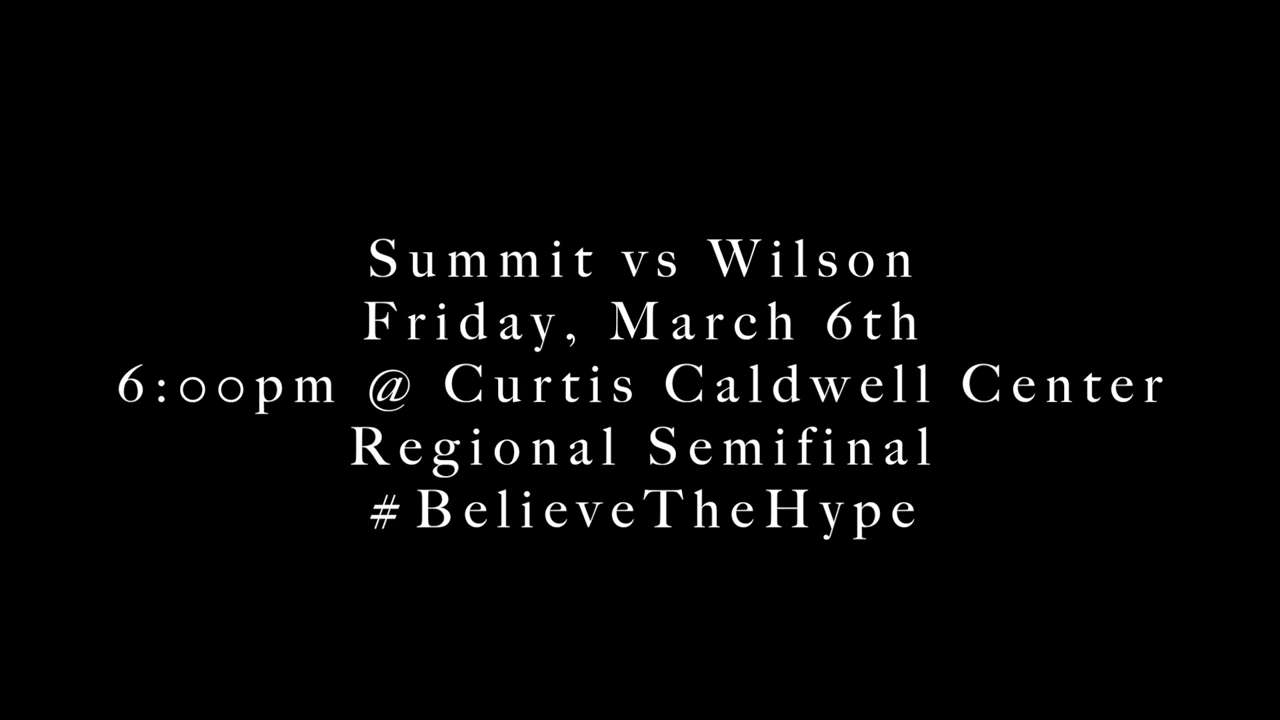 Summit vs Wilson
Friday, March 6th
6:00pm @ Curtis Caldwell Center
Regional Semifinal
#BelieveTheHype